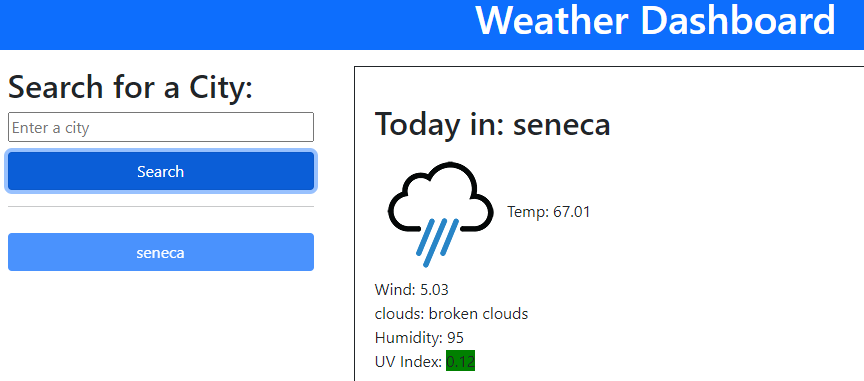 Weather Dashboard
Search for a City:
Enter a city
Search
seneca
Today in: seneca
Temp: 67.01
Wind: 5.03
clouds: broken clouds
Humidity: 95
UV Index: 0.12